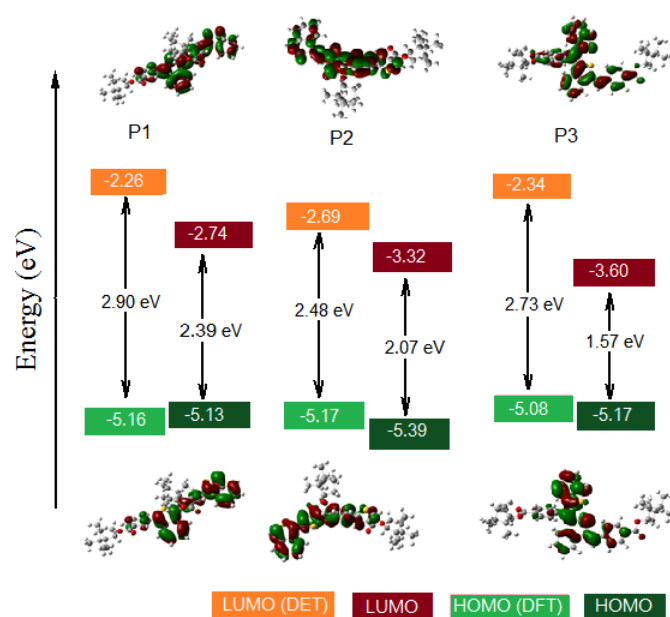 P1
P2
P3
Energy (eV)
-2.26
-2.74
2.90 eV
2.39 eV
-5.16
-5.13
-2.69
-3.32
2.48 eV
2.07 eV
-5.17
-5.39
-2.34
-3.60
2.73 eV
1.57 eV
-5.08
-5.17
LUMO (DET)
LUMO
HOMO (DFT)
HOMO